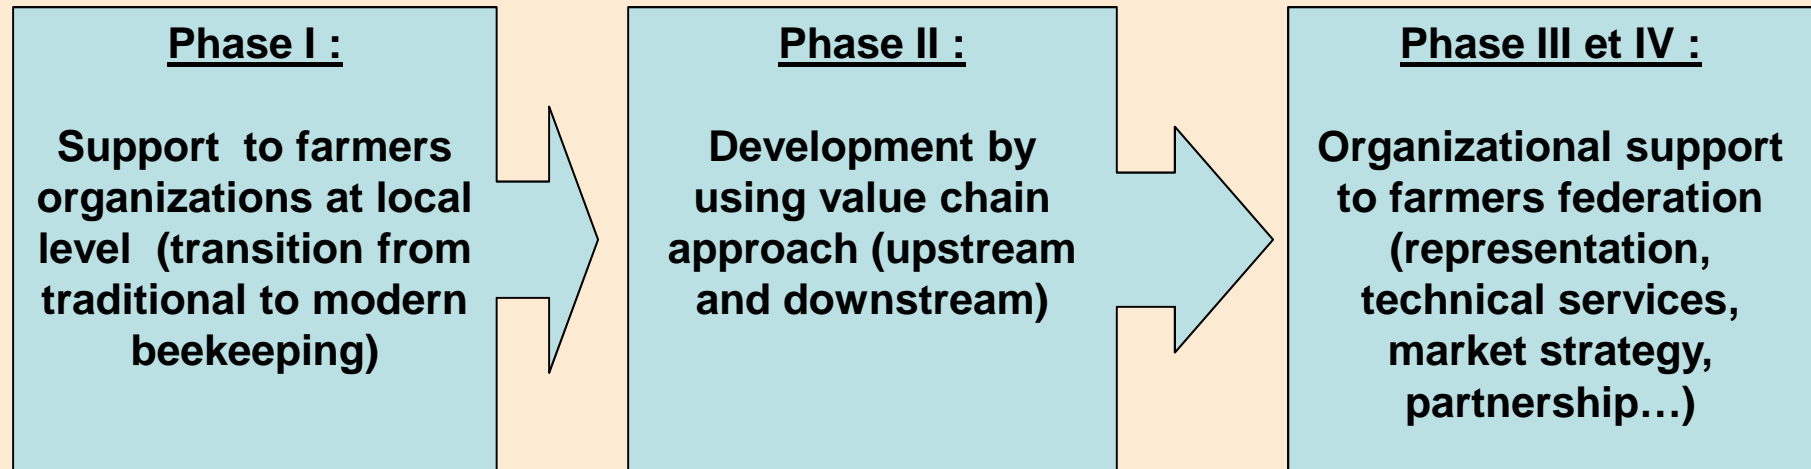 Phase I :
Support to farmers
organizations at local
level (transition from
traditional to modern
beekeeping)
Phase II :
Development by
using value chain
approach (upstream
and downstream)
Phase III et IV :
Organizational support
to farmers federation
(representation,
technical services,
market strategy,
partnership…)